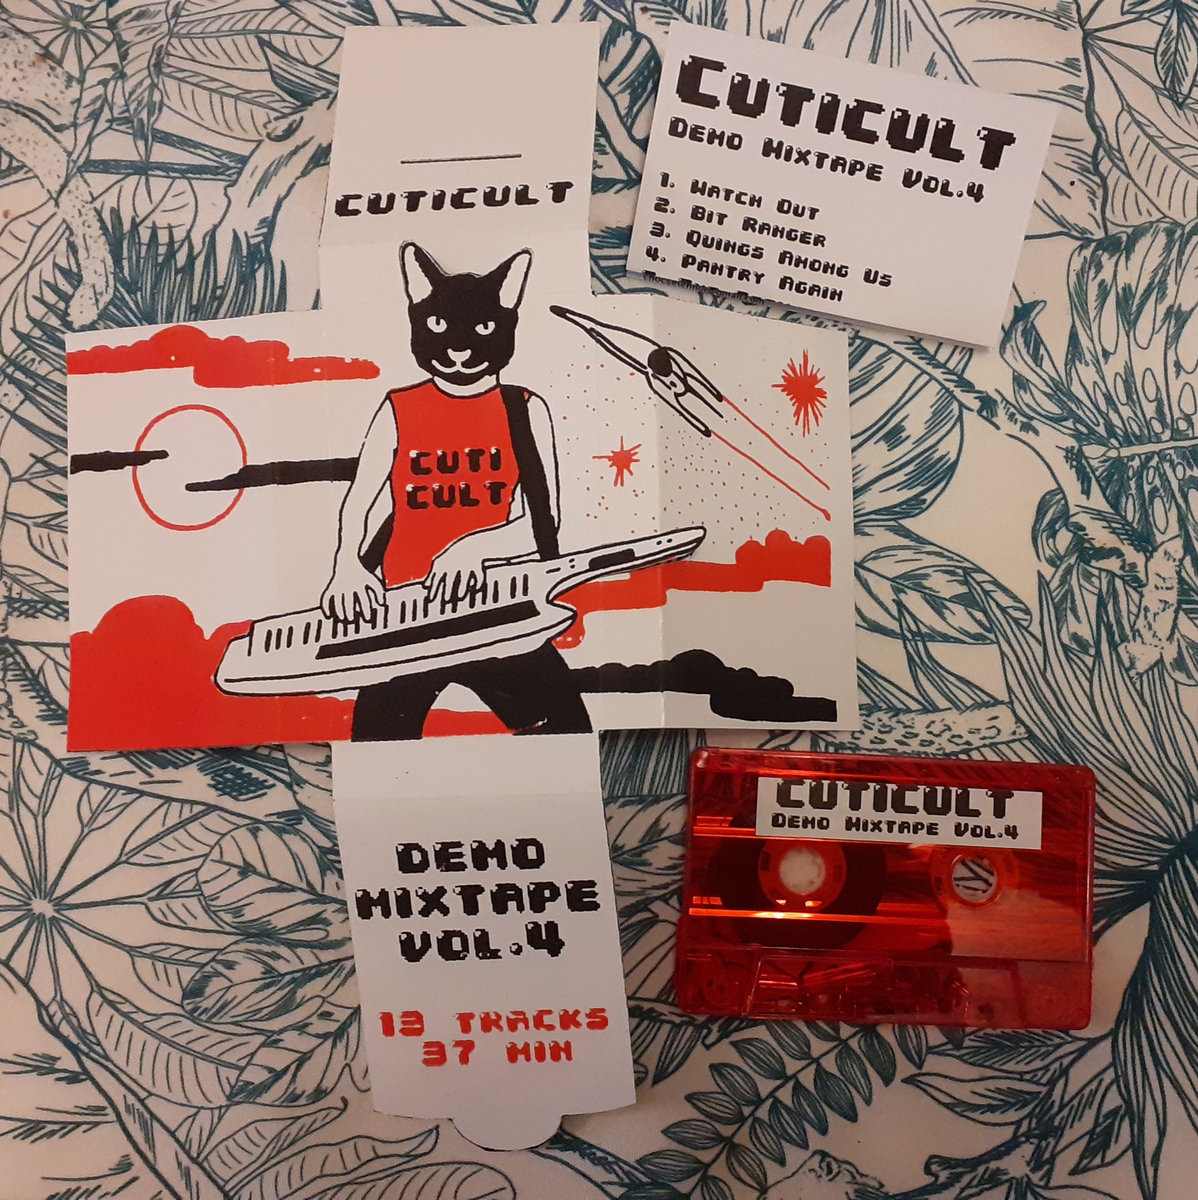 CUTICULT
CUTI
CULT
DEMO
MIXTAPE
VOL.4
13 TRACKS
37 MIN
CUTICULT
DEMO MIXTAPE VOL.4
1. WATCH OUT
2. BIT RANGER
3. QUINGS AMONG US
4. PANTRY AGAIN
CUTICULT
DEMO MIXTAPE VOL.4